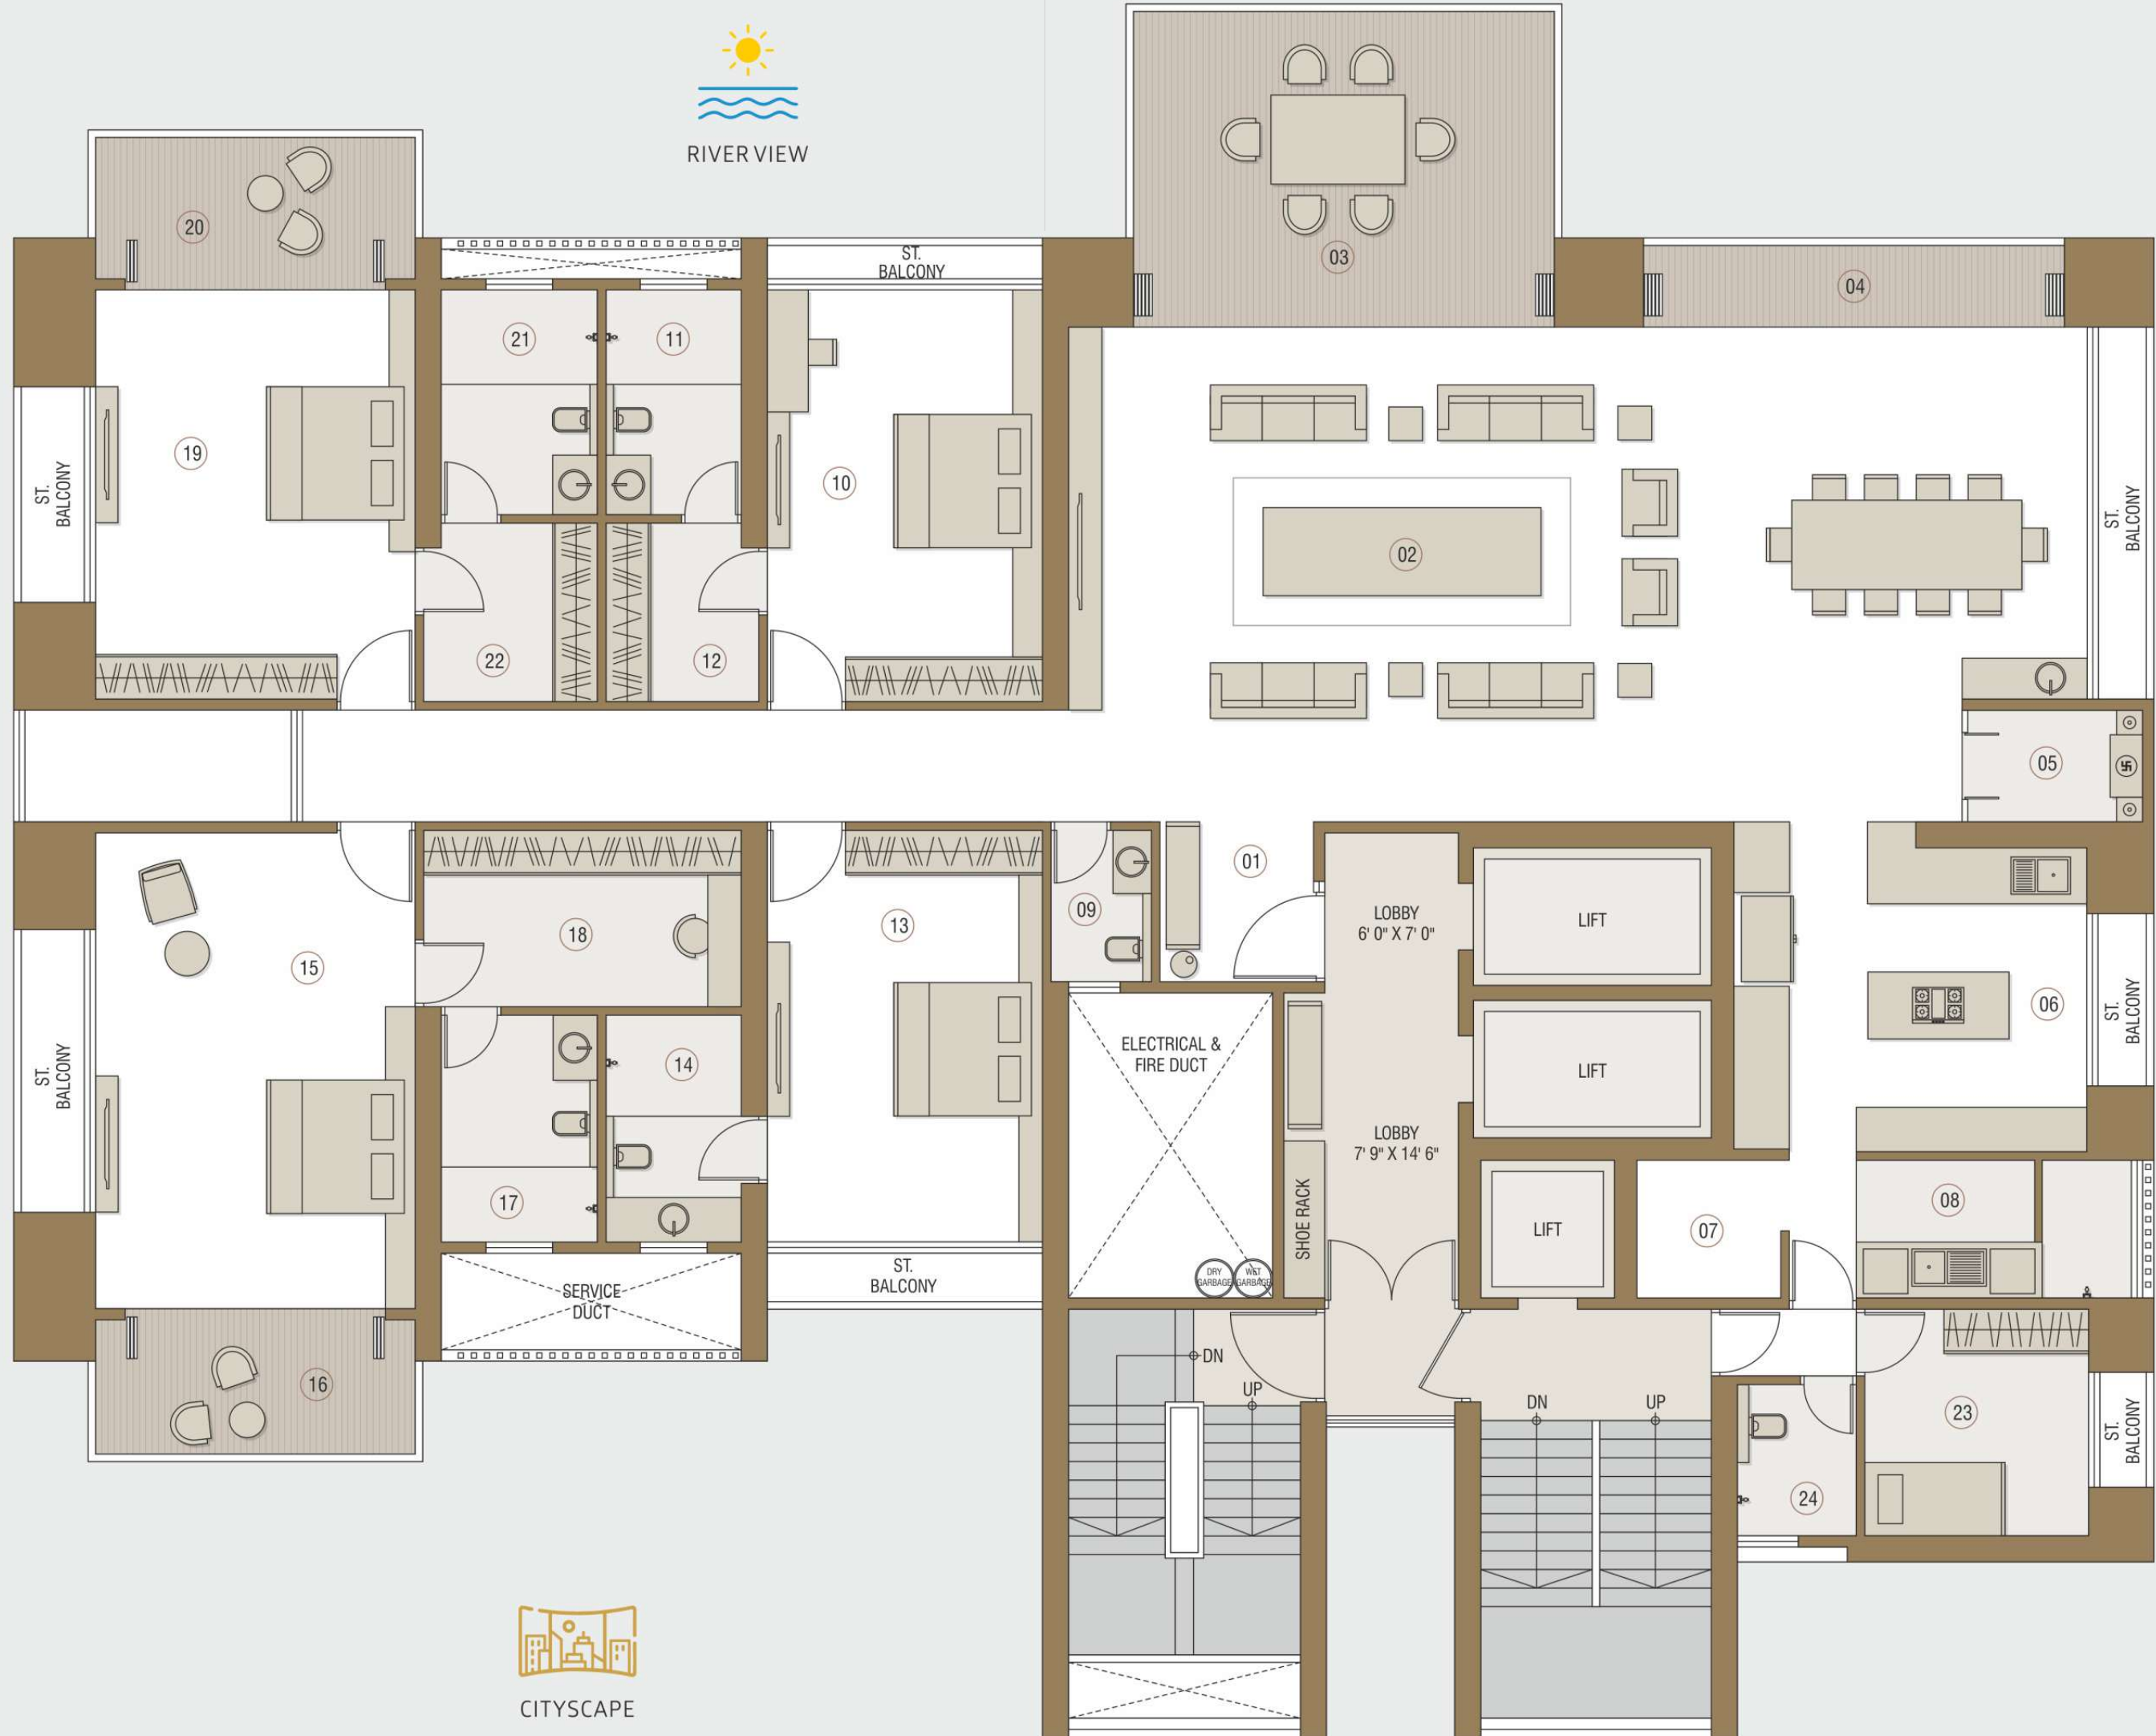 RIVER VIEW
20
03
ST.
BALCONY
04
21
11
19
10
ST.
BALCONY
02
ST.
BALCONY
22
12
05
01
09
13
18
15
LOBBY
6' 0" X 7' 0"
LIFT
06
ST.
BALCONY
ELECTRICAL &
FIRE DUCT
14
LIFT
ST.
BALCONY
LOBBY
7' 9" X 14' 6"
17
SHOE RACK
LIFT
07
08
SERVICE
DUCT
ST.
BALCONY
DRY
GARBAGE
WET
GARBAGE
16
DN
UP
DN
UP
23
ST.
BALCONY
24
CITYSCAPE